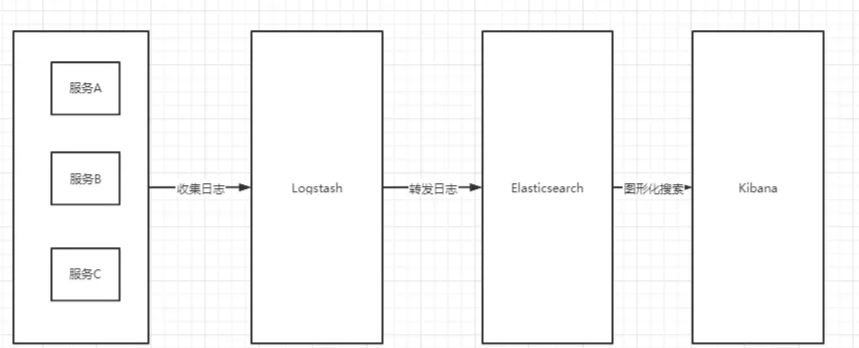 服务A
服务B
服务C
收集日志
Logstash
转发日志
Elasticsearch
图形化搜索
Kibana